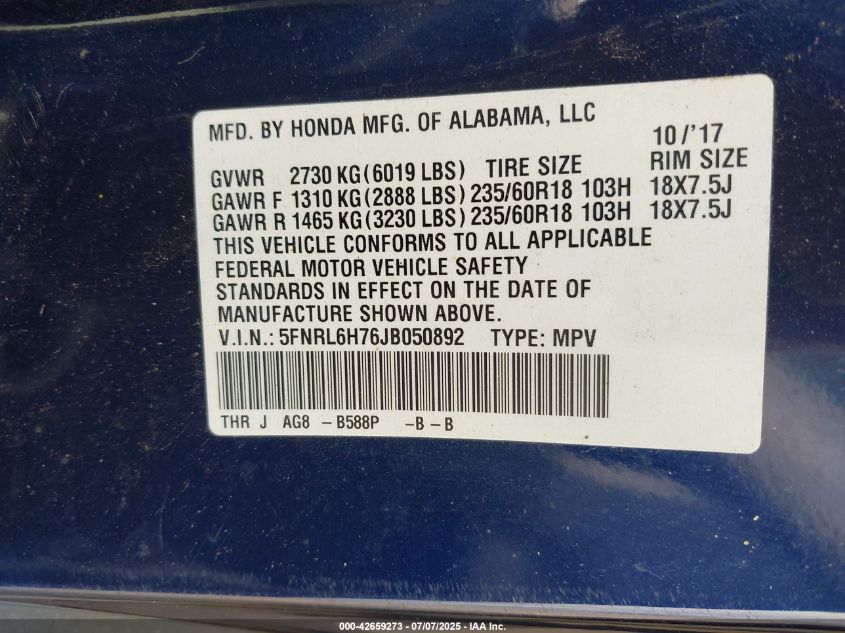 MFD. BY HONDA MFG. OF ALABAMA, LLC
10/'17
GVWR 2730 KG(6019 LBS) TIRE SIZE RIM SIZE
GAWR F 1310 KG(2888 LBS) 235/60R18 103H 18X7.5J
GAWR R 1465 KG(3230 LBS) 235/60R18 103H 18X7.5J
THIS VEHICLE CONFORMS TO ALL APPLICABLE
FEDERAL MOTOR VEHICLE SAFETY
STANDARDS IN EFFECT ON THE DATE OF
MANUFACTURE SHOWN ABOVE.
V.I.N.: 5FNRL6H76JB050892 TYPE: MPV
THR J AG8 - B588P -B - B
000-42659273 - 07/07/2025 - IAA Inc.